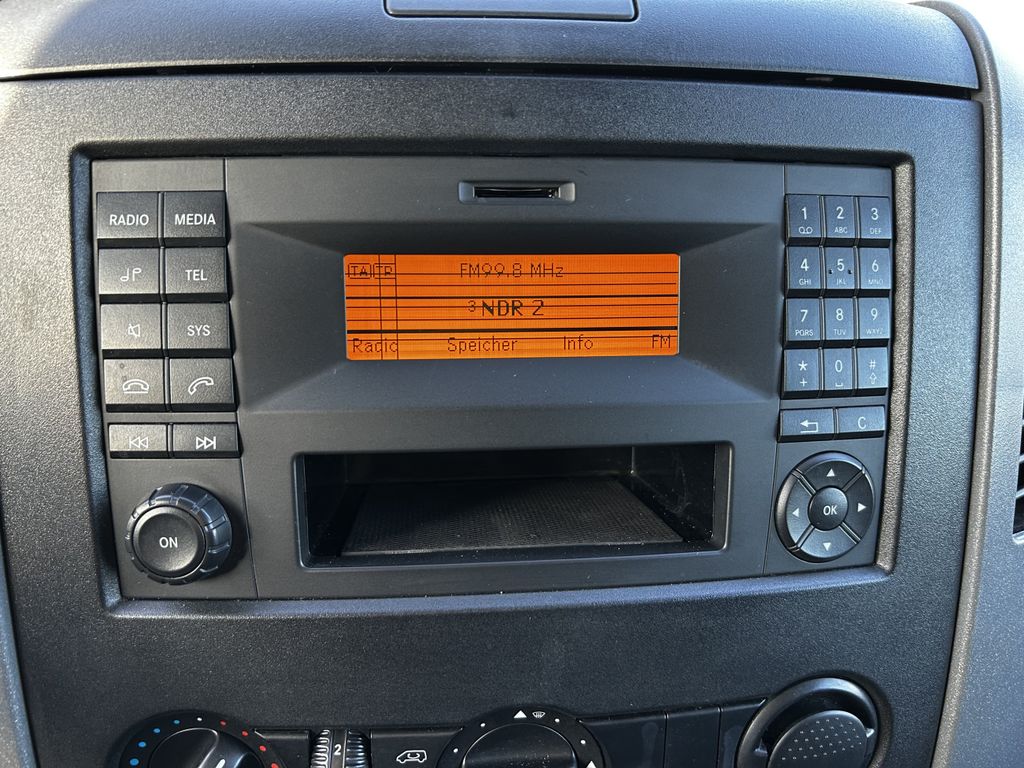 RADIO MEDIA
TEL
SYS
ON
TA TP FM99.8 MHz
3 NDR 2
Radio Speicher Info FM
1 2 3
ABC DEF
4 5 6
GHI JKL MNO
7 8 9
PQRS TUV WXYZ
* 0 #
+
C
OK
2